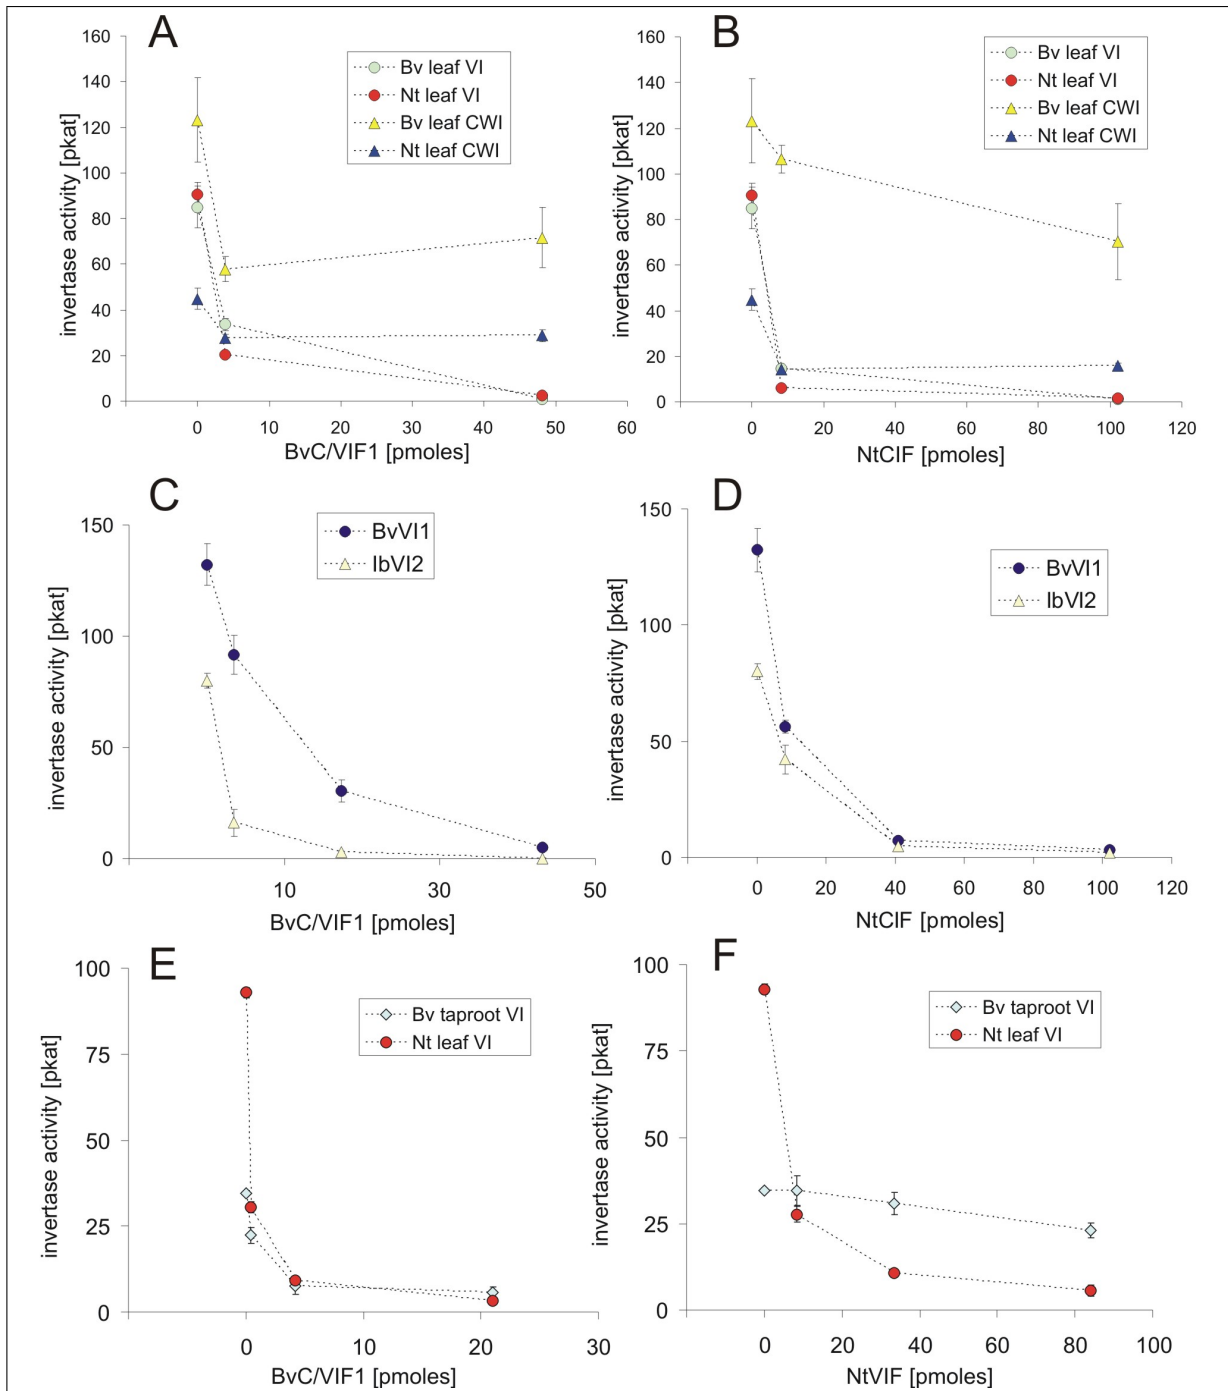 A
160
140
120
100
80
60
40
20
0
invertase activity [pkat]
Bv leaf VI
Nt leaf VI
Bv leaf CWI
Nt leaf CWI
0 10 20 30 40 50 60
BvC/VIF1 [pmoles]
B
160
140
120
100
80
60
40
20
0
invertase activity [pkat]
Bv leaf VI
Nt leaf VI
Bv leaf CWI
Nt leaf CWI
0 20 40 60 80 100 120
NtCIF [pmoles]
C
150
100
50
0
invertase activity [pkat]
BvVI1
IbVI2
10 30 50
BvC/VIF1 [pmoles]
D
150
100
50
0
invertase activity [pkat]
BvVI1
IbVI2
0 20 40 60 80 100 120
NtCIF [pmoles]
E
100
75
50
25
0
invertase activity [pkat]
Bv taproot VI
Nt leaf VI
0 10 20 30
BvC/VIF1 [pmoles]
F
100
75
50
25
0
invertase activity [pkat]
Bv taproot VI
Nt leaf VI
0 20 40 60 80 100
NtVIF [pmoles]